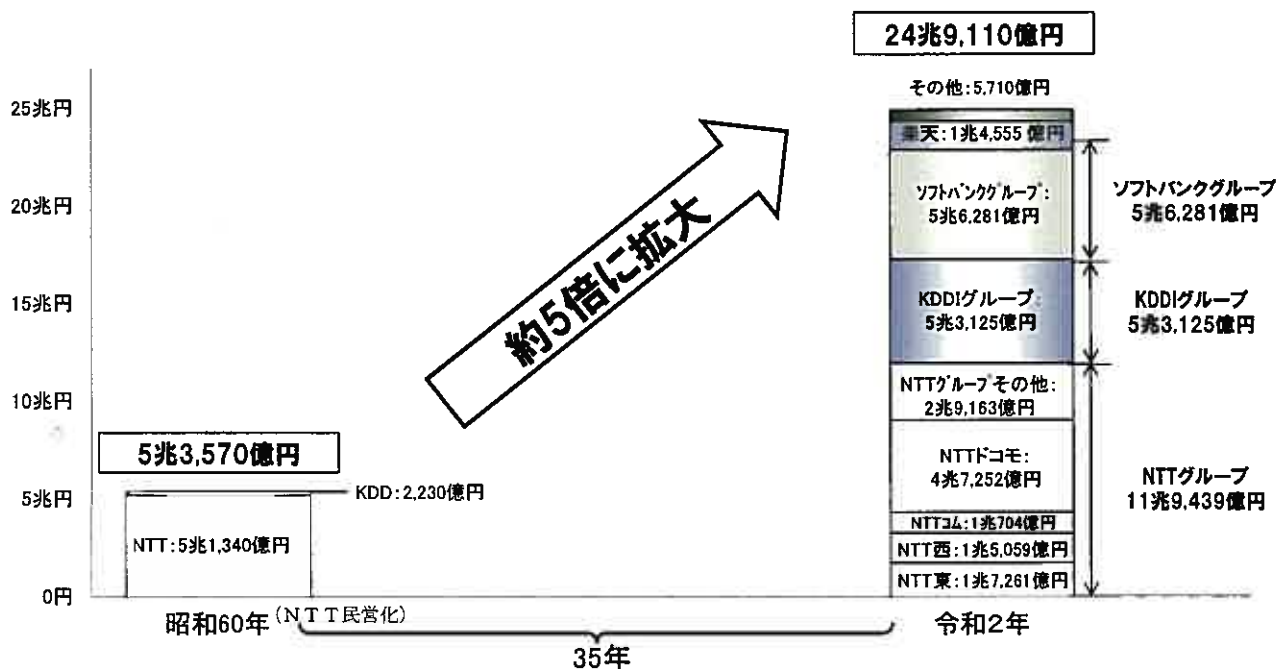 24兆9,110億円
その他:5,710億円
25兆円
楽天:1兆4,555億円
ソフトバンクグループ:
5兆6,281億円
ソフトバンクグループ
5兆6,281億円
20兆円
約5倍に拡大
15兆円
KDDIグループ:
5兆3,125億円
KDDIグループ
5兆3,125億円
10兆円
NTTグループその他:
2兆9,163億円
5兆3,570億円
NTTドコモ:
4兆7,252億円
NTTグループ
11兆9,439億円
5兆円
KDD:2,230億円
NTT:5兆1,340億円
NTTコム:1兆704億円
NTT西:1兆5,059億円
NTT東:1兆7,261億円
0円
昭和60年(NTT民営化)
令和2年
35年